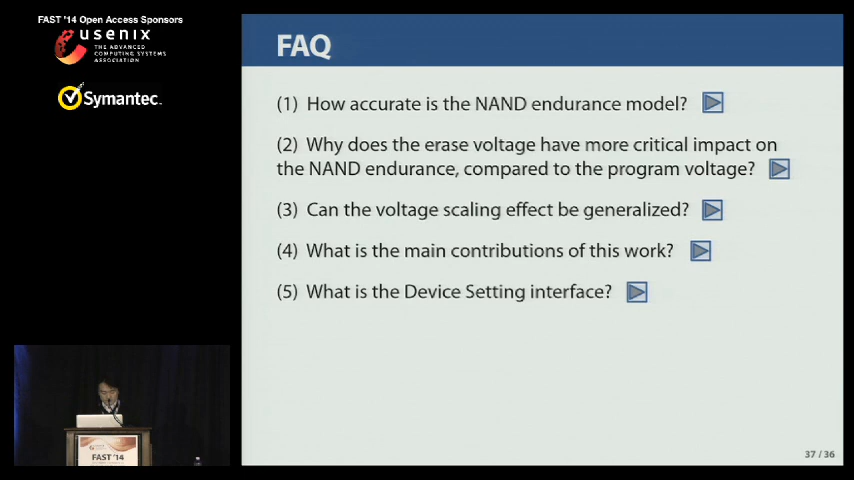 FAST '14 Open Access Sponsors
usenix
THE ADVANCED
COMPUTING SYSTEMS
ASSOCIATION
Symantec.
FAQ
(1) How accurate is the NAND endurance model?
(2) Why does the erase voltage have more critical impact on
the NAND endurance, compared to the program voltage?
(3) Can the voltage scaling effect be generalized?
(4) What is the main contributions of this work?
(5) What is the Device Setting interface?
37 / 36
FAST '14